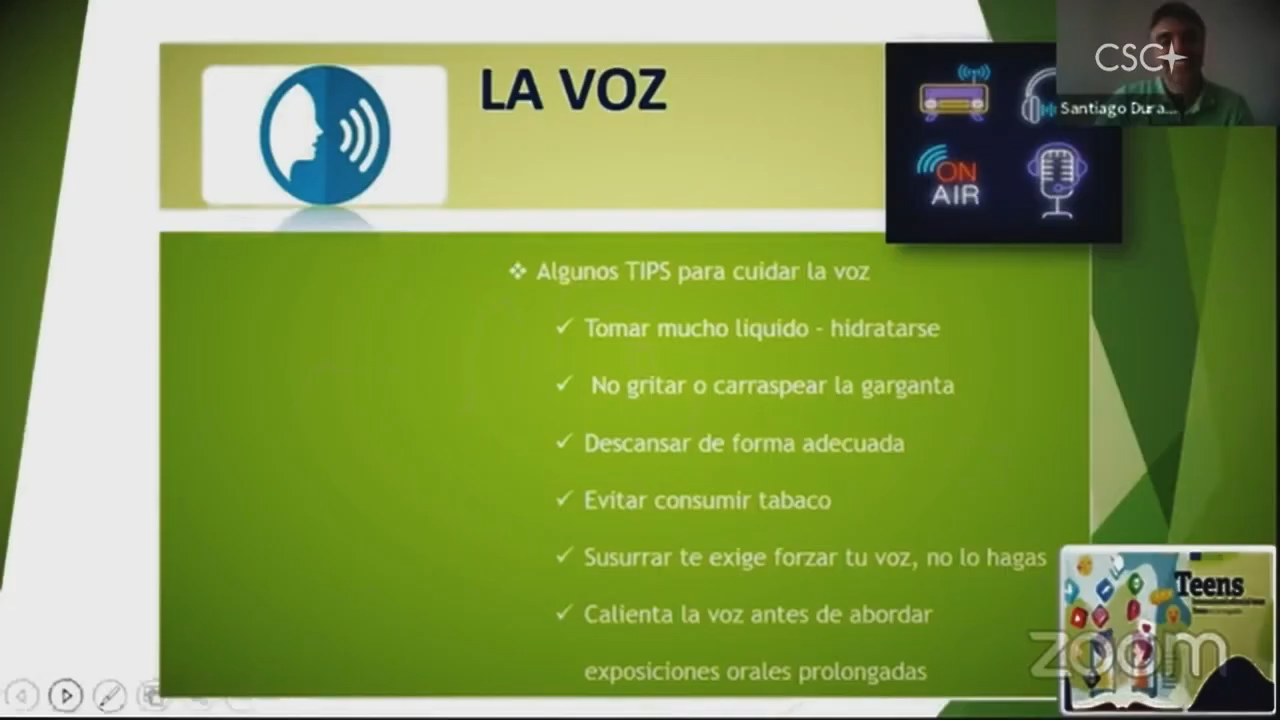 LA VOZ
CSC
Santiago Dura...
ON
AIR
❖ Algunos TIPS para cuidar la voz
✓ Tomar mucho liquido - hidratarse
✓ No gritar o carraspear la garganta
✓ Descansar de forma adecuada
✓ Evitar consumir tabaco
✓ Susurrar te exige forzar tu voz, no lo hagas
✓ Calienta la voz antes de abordar
exposiciones orales prolongadas
Teens
zoom